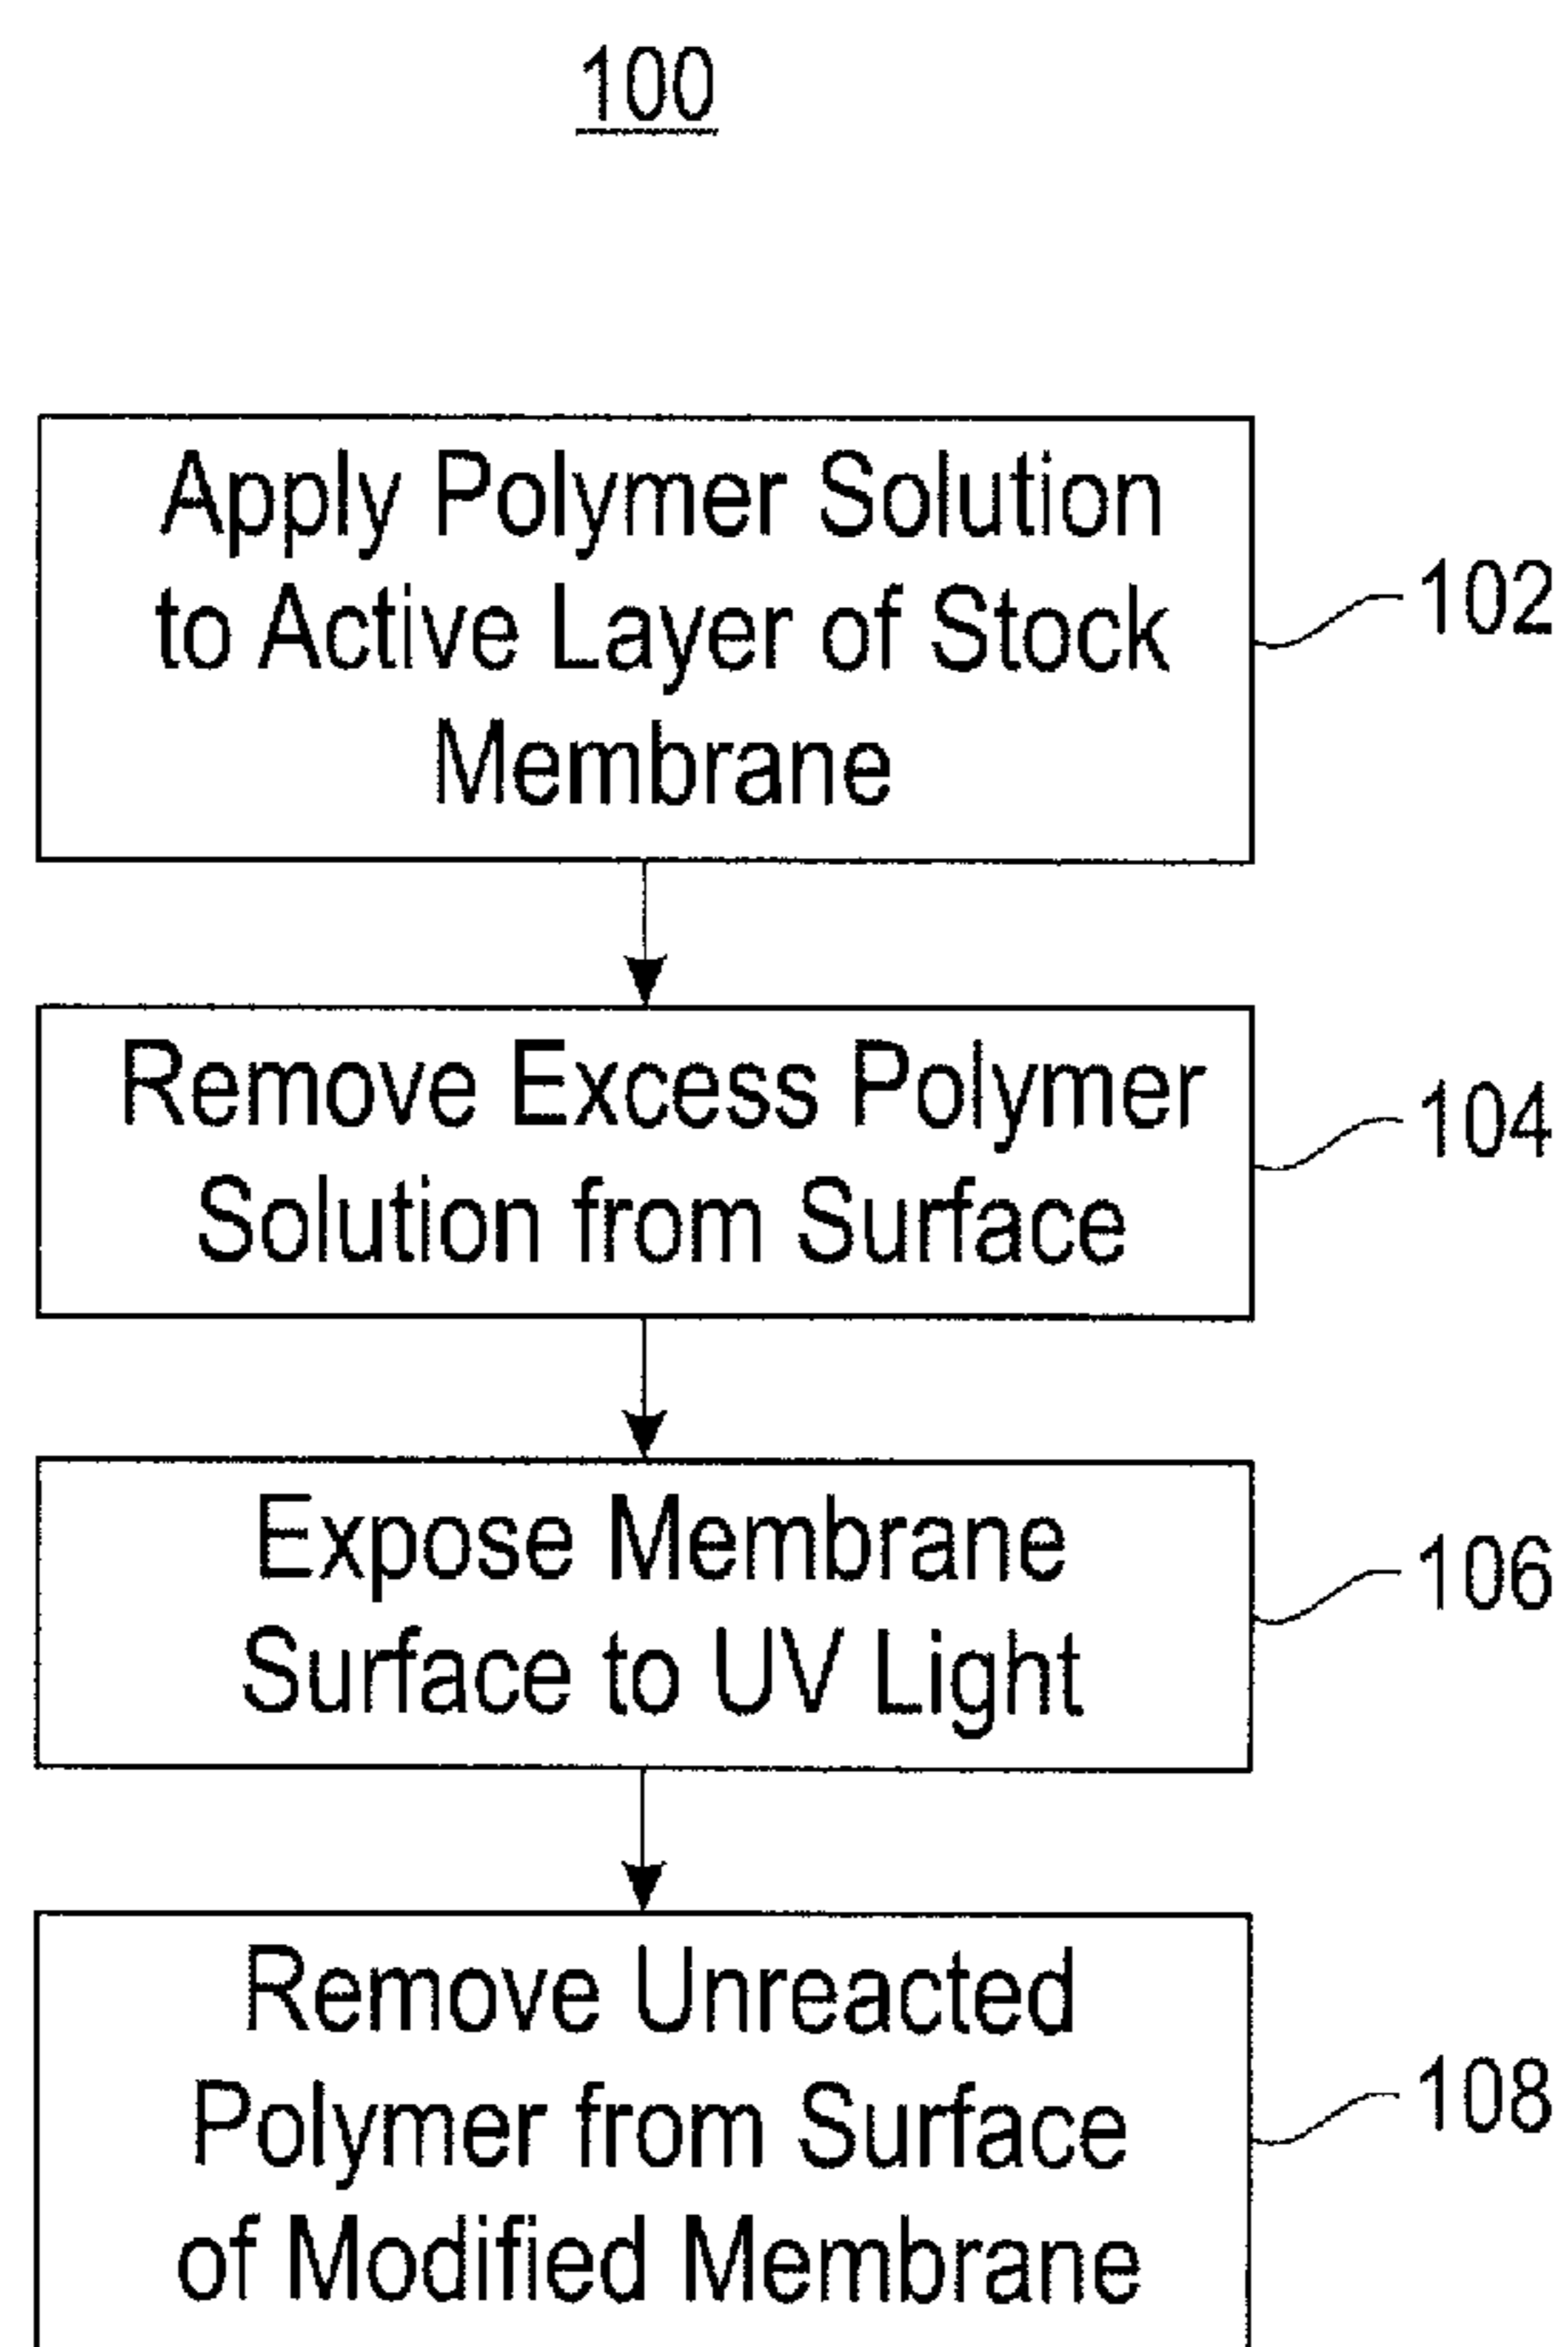 100
Apply Polymer Solution
to Active Layer of Stock
Membrane
102
Remove Excess Polymer
Solution from Surface
104
Expose Membrane
Surface to UV Light
106
Remove Unreacted
Polymer from Surface
of Modified Membrane
108